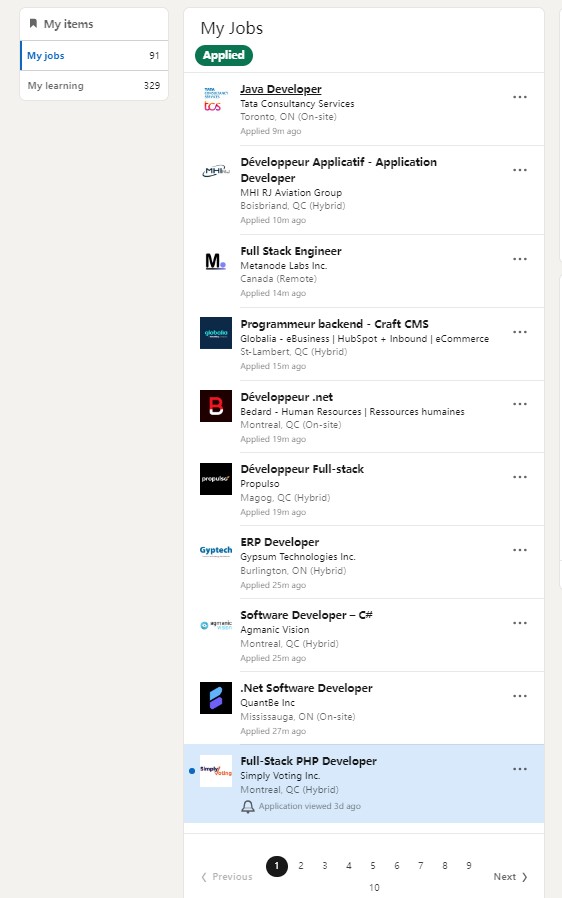 My items
My jobs 91
My learning 329
My Jobs
Applied
TATA
CONSULTANCY
SERVICES
tcs
Java Developer
Tata Consultancy Services
Toronto, ON (On-site)
Applied 9m ago
MHI RJ
Développeur Applicatif - Application
Developer
MHI RJ Aviation Group
Boisbriand, QC (Hybrid)
Applied 10m ago
M.
Full Stack Engineer
Metanode Labs Inc.
Canada (Remote)
Applied 14m ago
globalia
Programmeur backend - Craft CMS
Globalia - eBusiness | HubSpot + Inbound | eCommerce
St-Lambert, QC (Hybrid)
Applied 15m ago
B
Développeur .net
Bedard - Human Resources | Ressources humaines
Montreal, QC (On-site)
Applied 19m ago
propulso
Développeur Full-stack
Propulso
Magog, QC (Hybrid)
Applied 19m ago
Gyptech
ERP Developer
Gypsum Technologies Inc.
Burlington, ON (Hybrid)
Applied 25m ago
agmanic
vision
Software Developer – C#
Agmanic Vision
Montreal, QC (Hybrid)
Applied 25m ago
.Net Software Developer
QuantBe Inc
Mississauga, ON (On-site)
Applied 27m ago
Simply
Voting
Full-Stack PHP Developer
Simply Voting Inc.
Montreal, QC (Hybrid)
Application viewed 3d ago
Previous 1 2 3 4 5 6 7 8 9 Next
10